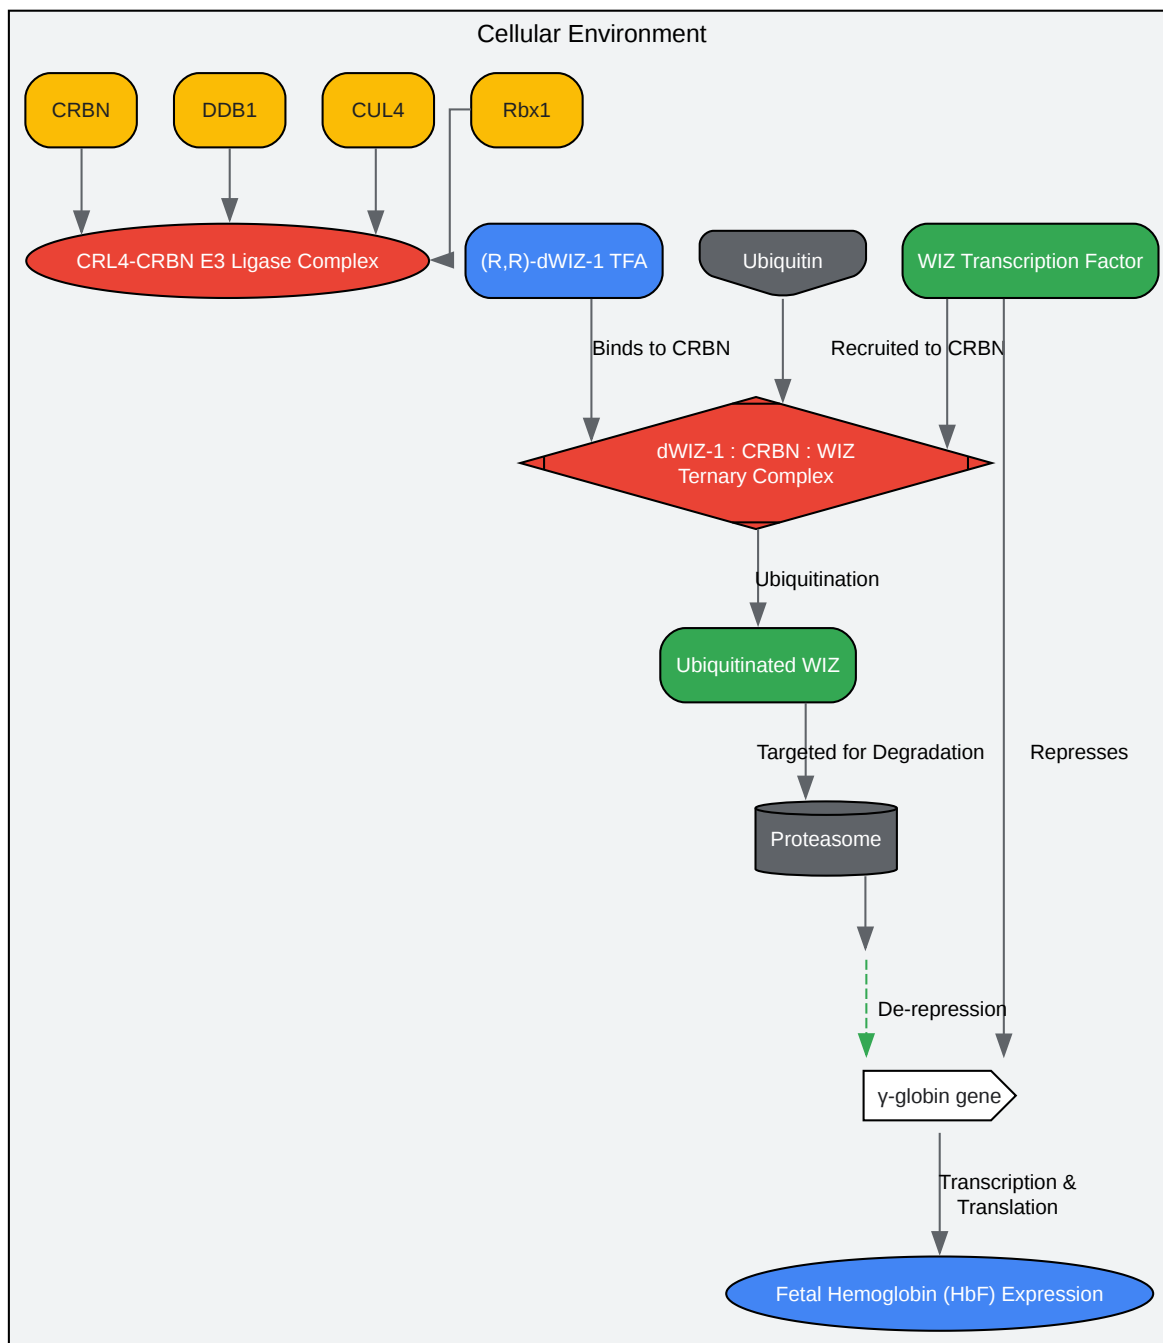 Cellular Environment
CRBN
DDB1
CUL4
Rbx1
CRL4-CRBN E3 Ligase Complex
(R,R)-dWIZ-1 TFA
Ubiquitin
WIZ Transcription Factor
Binds to CRBN
Recruited to CRBN
dWIZ-1 : CRBN : WIZ
Ternary Complex
Ubiquitination
Ubiquitinated WIZ
Targeted for Degradation
Represses
Proteasome
De-repression
γ-globin gene
Transcription &
Translation
Fetal Hemoglobin (HbF) Expression